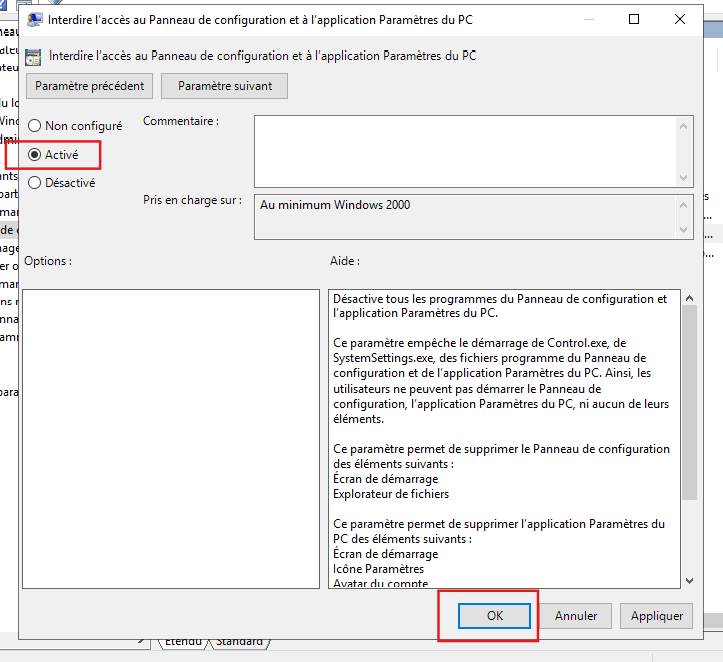 Interdire l'accès au Panneau de configuration et à l'application Paramètres du PC
Interdire l'accès au Panneau de configuration et à l'application Paramètres du PC
Paramètre précédent
Paramètre suivant
Non configuré
Activé
Désactivé
Commentaire :
Pris en charge sur :
Au minimum Windows 2000
Options :
Aide :
Désactive tous les programmes du Panneau de configuration et
l'application Paramètres du PC.
Ce paramètre empêche le démarrage de Control.exe, de
SystemSettings.exe, des fichiers programme du Panneau de
configuration et de l'application Paramètres du PC. Ainsi, les
utilisateurs ne peuvent pas démarrer le Panneau de
configuration, l'application Paramètres du PC, ni aucun de leurs
éléments.
Ce paramètre permet de supprimer le Panneau de configuration
des éléments suivants :
Écran de démarrage
Explorateur de fichiers
Ce paramètre permet de supprimer l'application Paramètres du
PC des éléments suivants :
Écran de démarrage
Icône Paramètres
Avatar du compte
OK
Annuler
Appliquer
Étendu
Standard